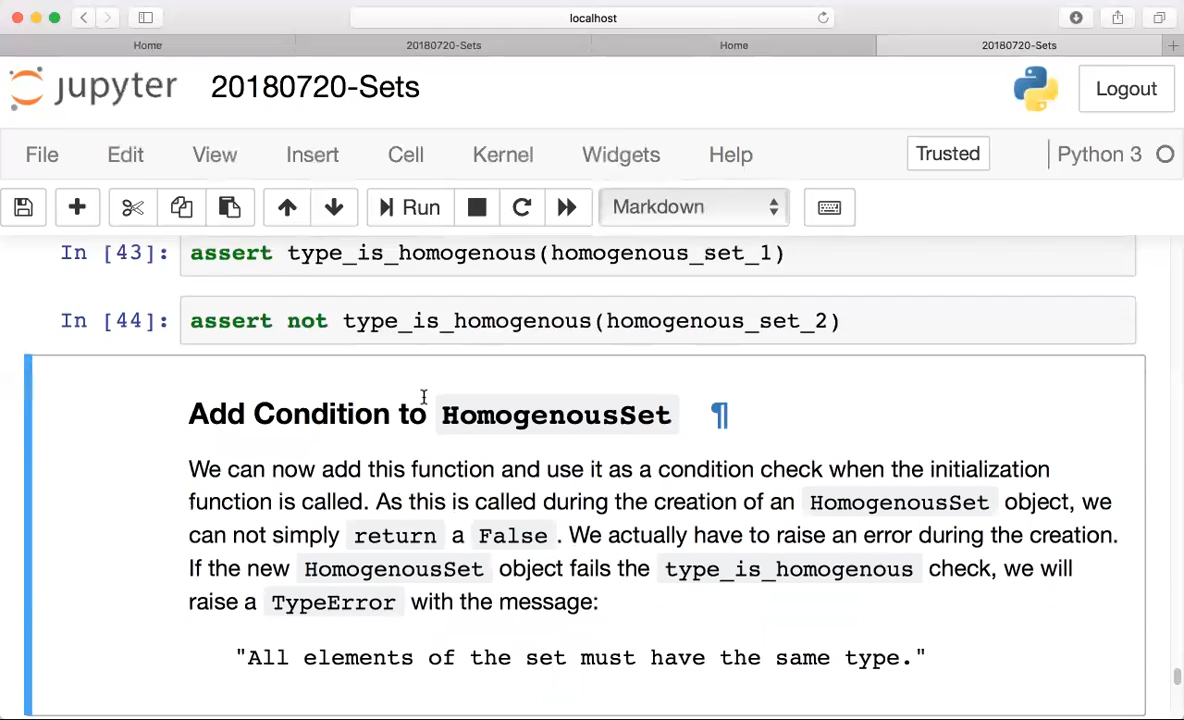 localhost
Home
20180720-Sets
Home
20180720-Sets
jupyter 20180720-Sets
Logout
File Edit View Insert Cell Kernel Widgets Help
Trusted
Python 3
Run
Markdown
In [43]: assert type_is_homogenous(homogenous_set_1)
In [44]: assert not type_is_homogenous(homogenous_set_2)
Add Condition to HomogenousSet ¶
We can now add this function and use it as a condition check when the initialization
function is called. As this is called during the creation of an HomogenousSet object, we
can not simply return a False . We actually have to raise an error during the creation.
If the new HomogenousSet object fails the type_is_homogenous check, we will
raise a TypeError with the message:
"All elements of the set must have the same type."